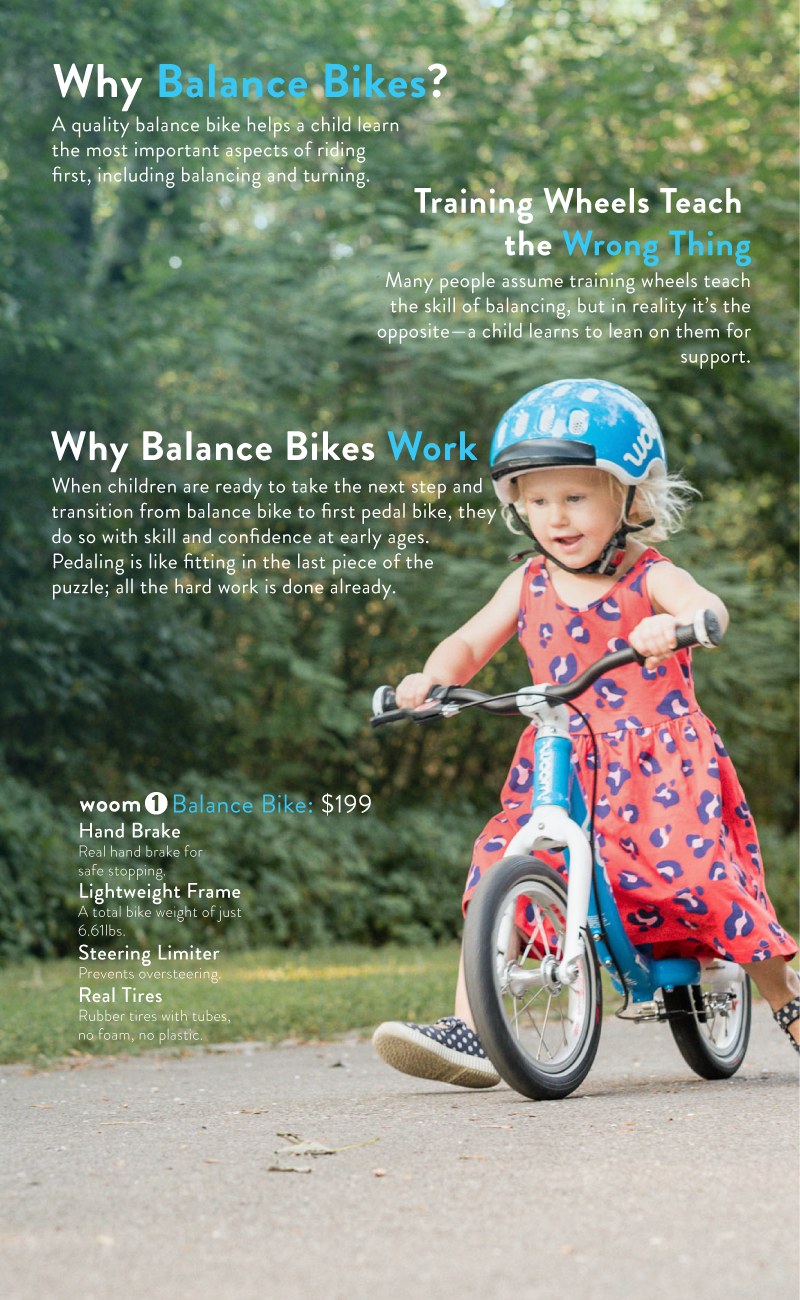 Why Balance Bikes?
A quality balance bike helps a child learn
the most important aspects of riding
first, including balancing and turning.
Training Wheels Teach
the Wrong Thing
Many people assume training wheels teach
the skill of balancing, but in reality it’s the
opposite—a child learns to lean on them for
support.
Why Balance Bikes Work
When children are ready to take the next step and
transition from balance bike to first pedal bike, they
do so with skill and confidence at early ages.
Pedaling is like fitting in the last piece of the
puzzle; all the hard work is done already.
woom
woom 1 Balance Bike: $199
Hand Brake
Real hand brake for
safe stopping.
Lightweight Frame
A total bike weight of just
6.61lbs.
Steering Limiter
Prevents oversteering.
Real Tires
Rubber tires with tubes,
no foam, no plastic.